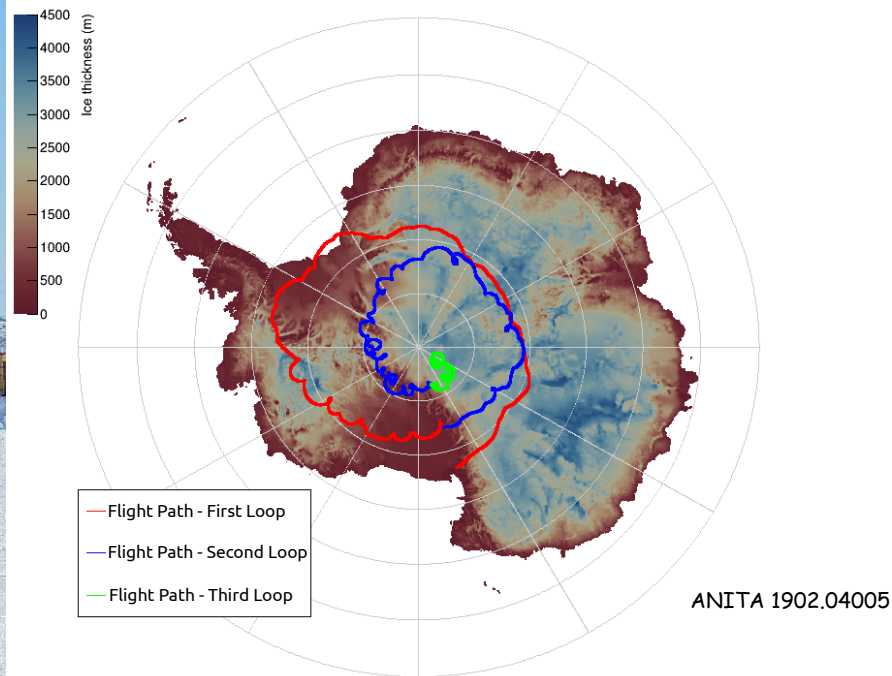 4500
4000
3500
3000
2500
2000
1500
1000
500
0
Ice thickness (m)
Flight Path - First Loop
Flight Path - Second Loop
Flight Path - Third Loop
ANITA 1902.04005